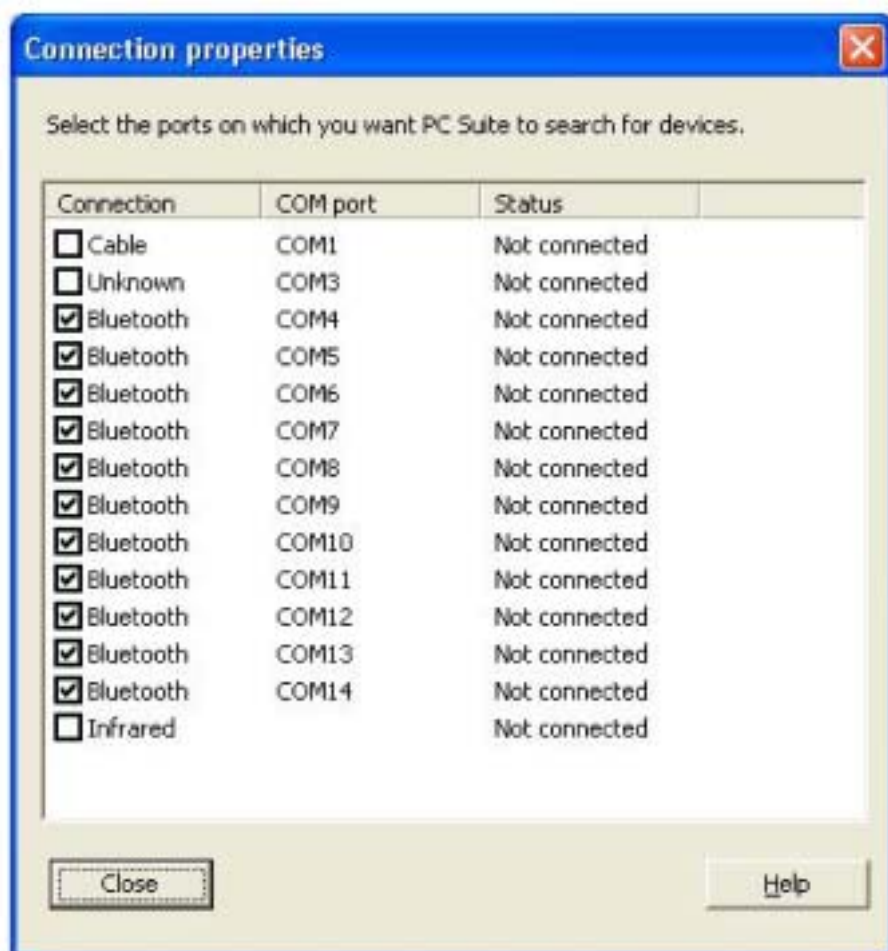 Connection properties
Select the ports on which you want PC Suite to search for devices.
Connection COM port Status
Cable COM1 Not connected
Unknown COM3 Not connected
Bluetooth COM4 Not connected
Bluetooth COM5 Not connected
Bluetooth COM6 Not connected
Bluetooth COM7 Not connected
Bluetooth COM8 Not connected
Bluetooth COM9 Not connected
Bluetooth COM10 Not connected
Bluetooth COM11 Not connected
Bluetooth COM12 Not connected
Bluetooth COM13 Not connected
Bluetooth COM14 Not connected
Infrared Not connected
Close Help